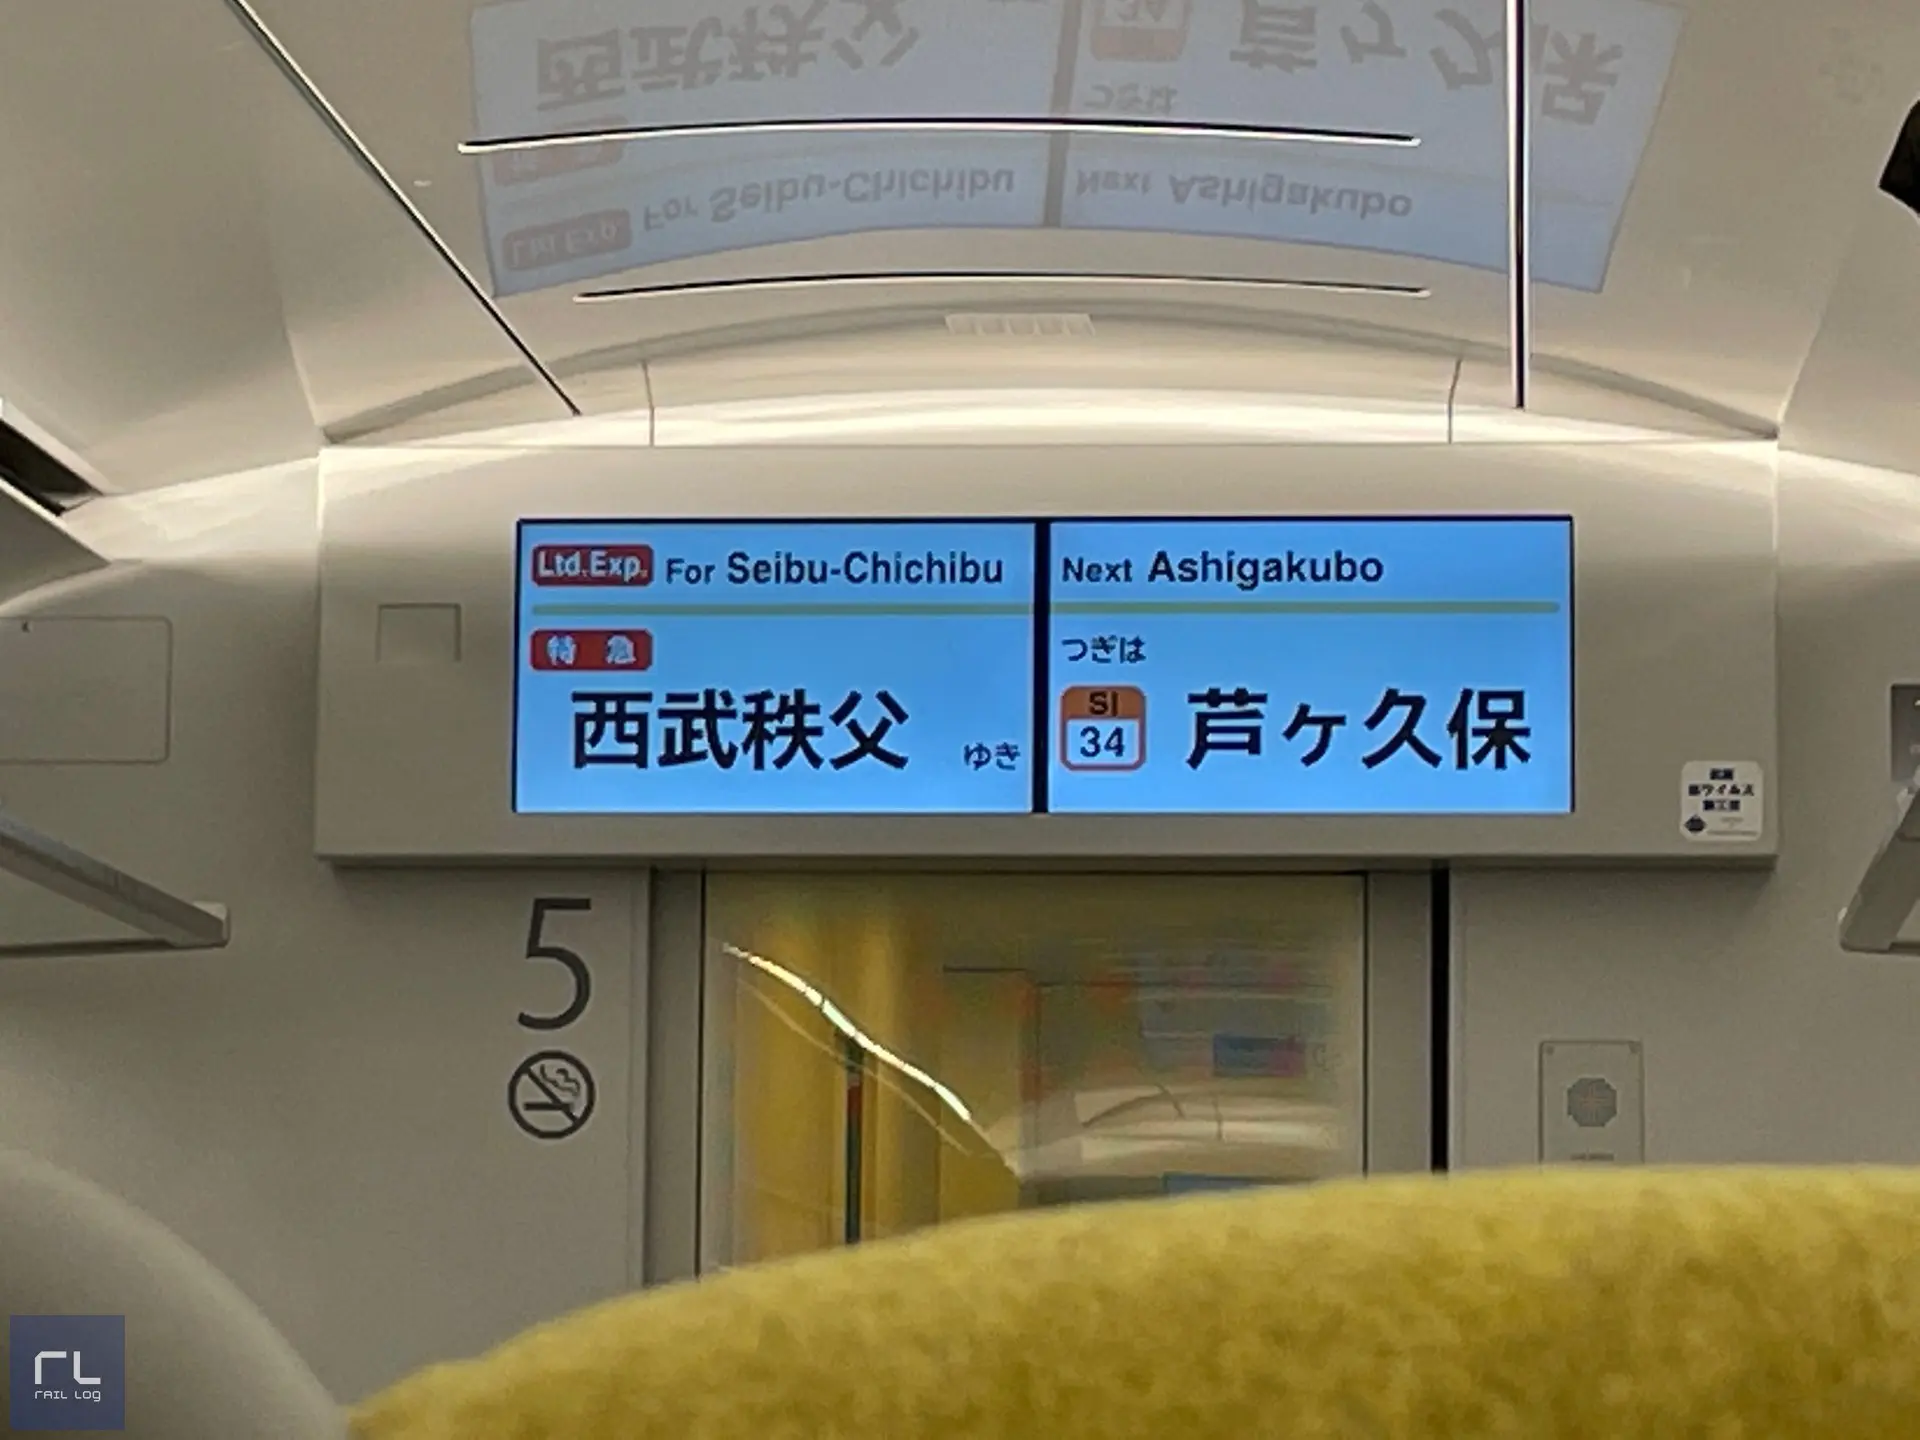 Ltd.Exp. For Seibu-Chichibu
特急
西武秩父 ゆき
Next Ashigakubo
つぎは
SI
34
芦ヶ久保
5
rL
rAIL LOg